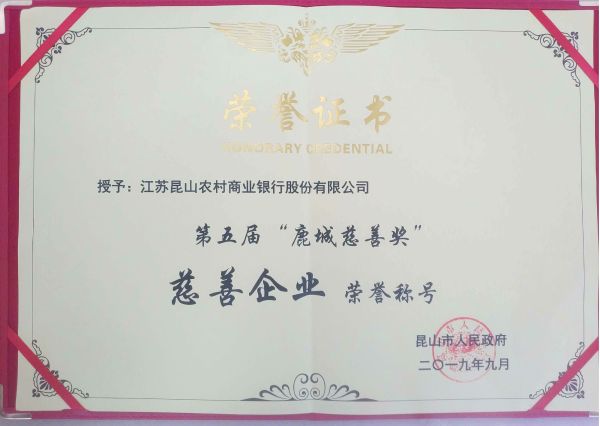 荣誉证书
HONORARY CREDENTIAL
授予：江苏昆山农村商业银行股份有限公司
第五届“鹿城慈善奖”
慈善企业 荣誉称号
昆山市人民政府
二〇一九年九月